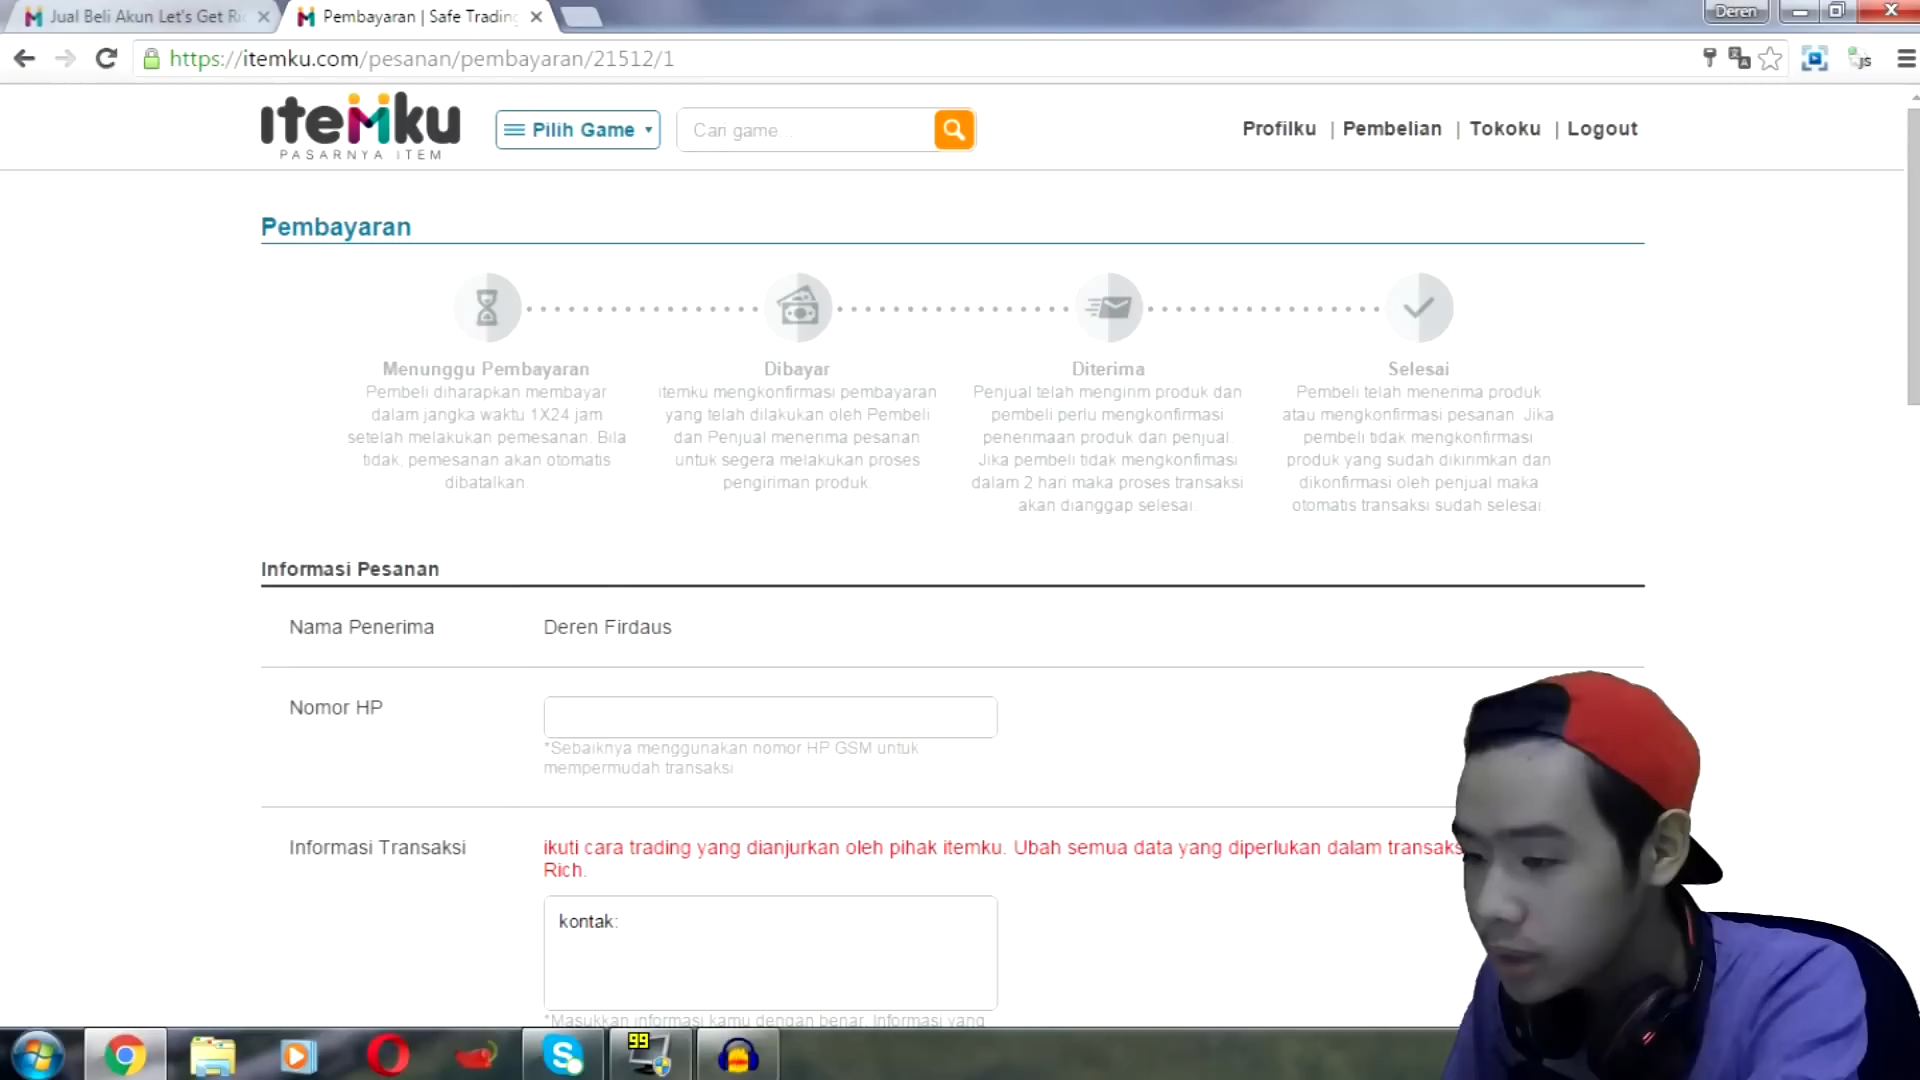 Jual Beli Akun Let's Get Ri
Pembayaran | Safe Trading
Deren
https://itemku.com/pesanan/pembayaran/21512/1
itemku
PASARNYA ITEM
Pilih Game
Cari game...
Profilku | Pembelian | Tokoku | Logout
Pembayaran
Menunggu Pembayaran
Pembeli diharapkan membayar
dalam jangka waktu 1X24 jam
setelah melakukan pemesanan. Bila
tidak, pemesanan akan otomatis
dibatalkan.
Dibayar
itemku mengkonfirmasi pembayaran
yang telah dilakukan oleh Pembeli
dan Penjual menerima pesanan
untuk segera melakukan proses
pengiriman produk.
Diterima
Penjual telah mengirim produk dan
pembeli perlu mengkonfirmasi
penerimaan produk dari penjual.
Jika pembeli tidak mengkonfimasi
dalam 2 hari maka proses transaksi
akan dianggap selesai.
Selesai
Pembeli telah menerima produk
atau mengkonfirmasi pesanan. Jika
pembeli tidak mengkonfirmasi
produk yang sudah dikirimkan dan
dikonfirmasi oleh penjual maka
otomatis transaksi sudah selesai.
Informasi Pesanan
Nama Penerima
Deren Firdaus
Nomor HP
*Sebaiknya menggunakan nomor HP GSM untuk
mempermudah transaksi
Informasi Transaksi
ikuti cara trading yang dianjurkan oleh pihak itemku. Ubah semua data yang diperlukan dalam transaks
Rich.
kontak:
*Masukkan informasi kamu dengan benar. Informasi yang
99